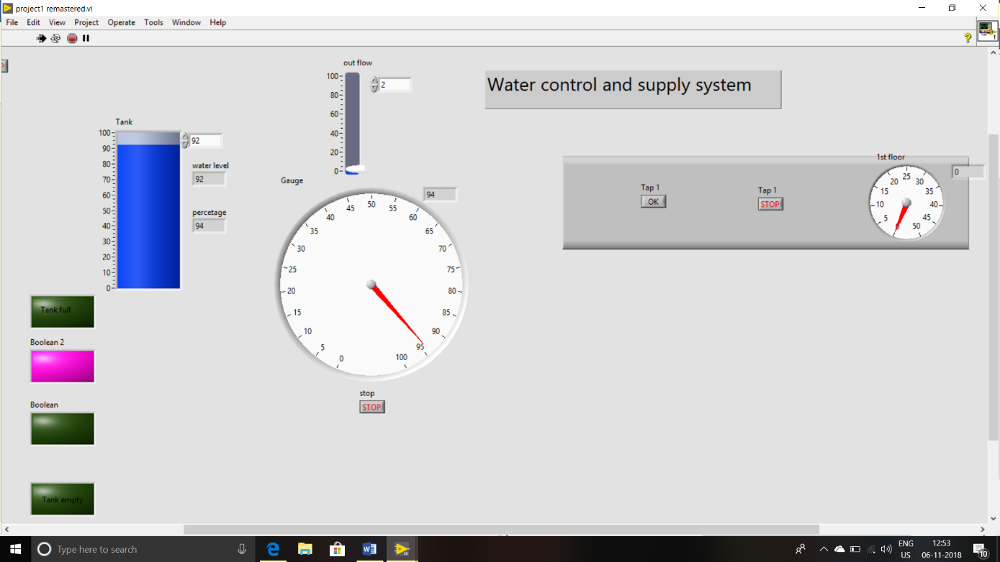 project1 remastered.vi
File Edit View Project Operate Tools Window Help
?
1
out flow
100
80
60
40
20
0
2
Water control and supply system
Tank
100
90
80
70
60
50
40
30
20
10
0
92
water level
92
percetage
94
Gauge
94
0
5
10
15
20
25
30
35
40
45
50
55
60
65
70
75
80
85
90
95
100
stop
STOP
Tap 1
OK
Tap 1
STOP
1st floor
0
5
10
15
20
25
30
35
40
45
50
0
Tank full
Boolean 2
Boolean
Tank empty
Type here to search
ENG
US
12:53
06-11-2018
10